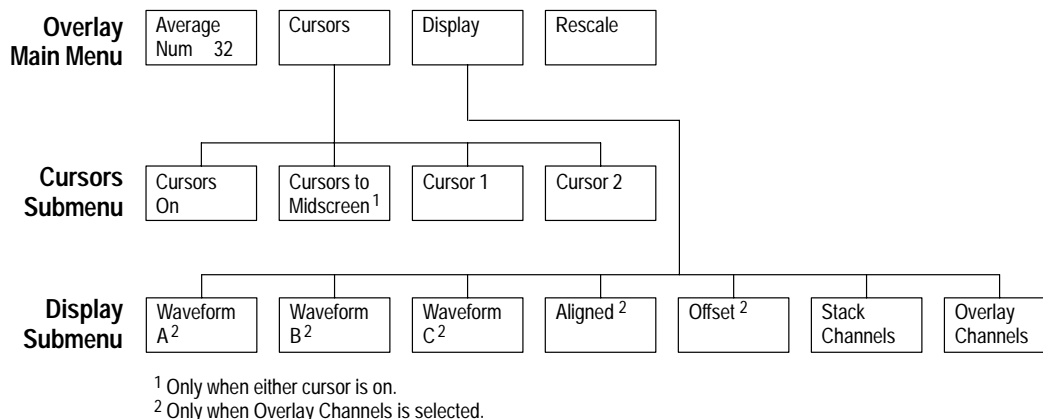 Overlay
Main Menu
Average
Num 32
Cursors
Display
Rescale
Cursors
Submenu
Cursors
On
Cursors to
Midscreen 1
Cursor 1
Cursor 2
Display
Submenu
Waveform
A 2
Waveform
B 2
Waveform
C 2
Aligned 2
Offset 2
Stack
Channels
Overlay
Channels
1 Only when either cursor is on.
2 Only when Overlay Channels is selected.